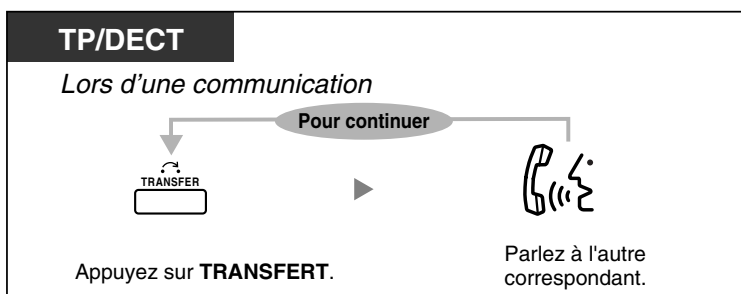 TP/DECT
Lors d'une communication
Pour continuer
TRANSFER
Appuyez sur TRANSFERT.
Parlez à l'autre
correspondant.